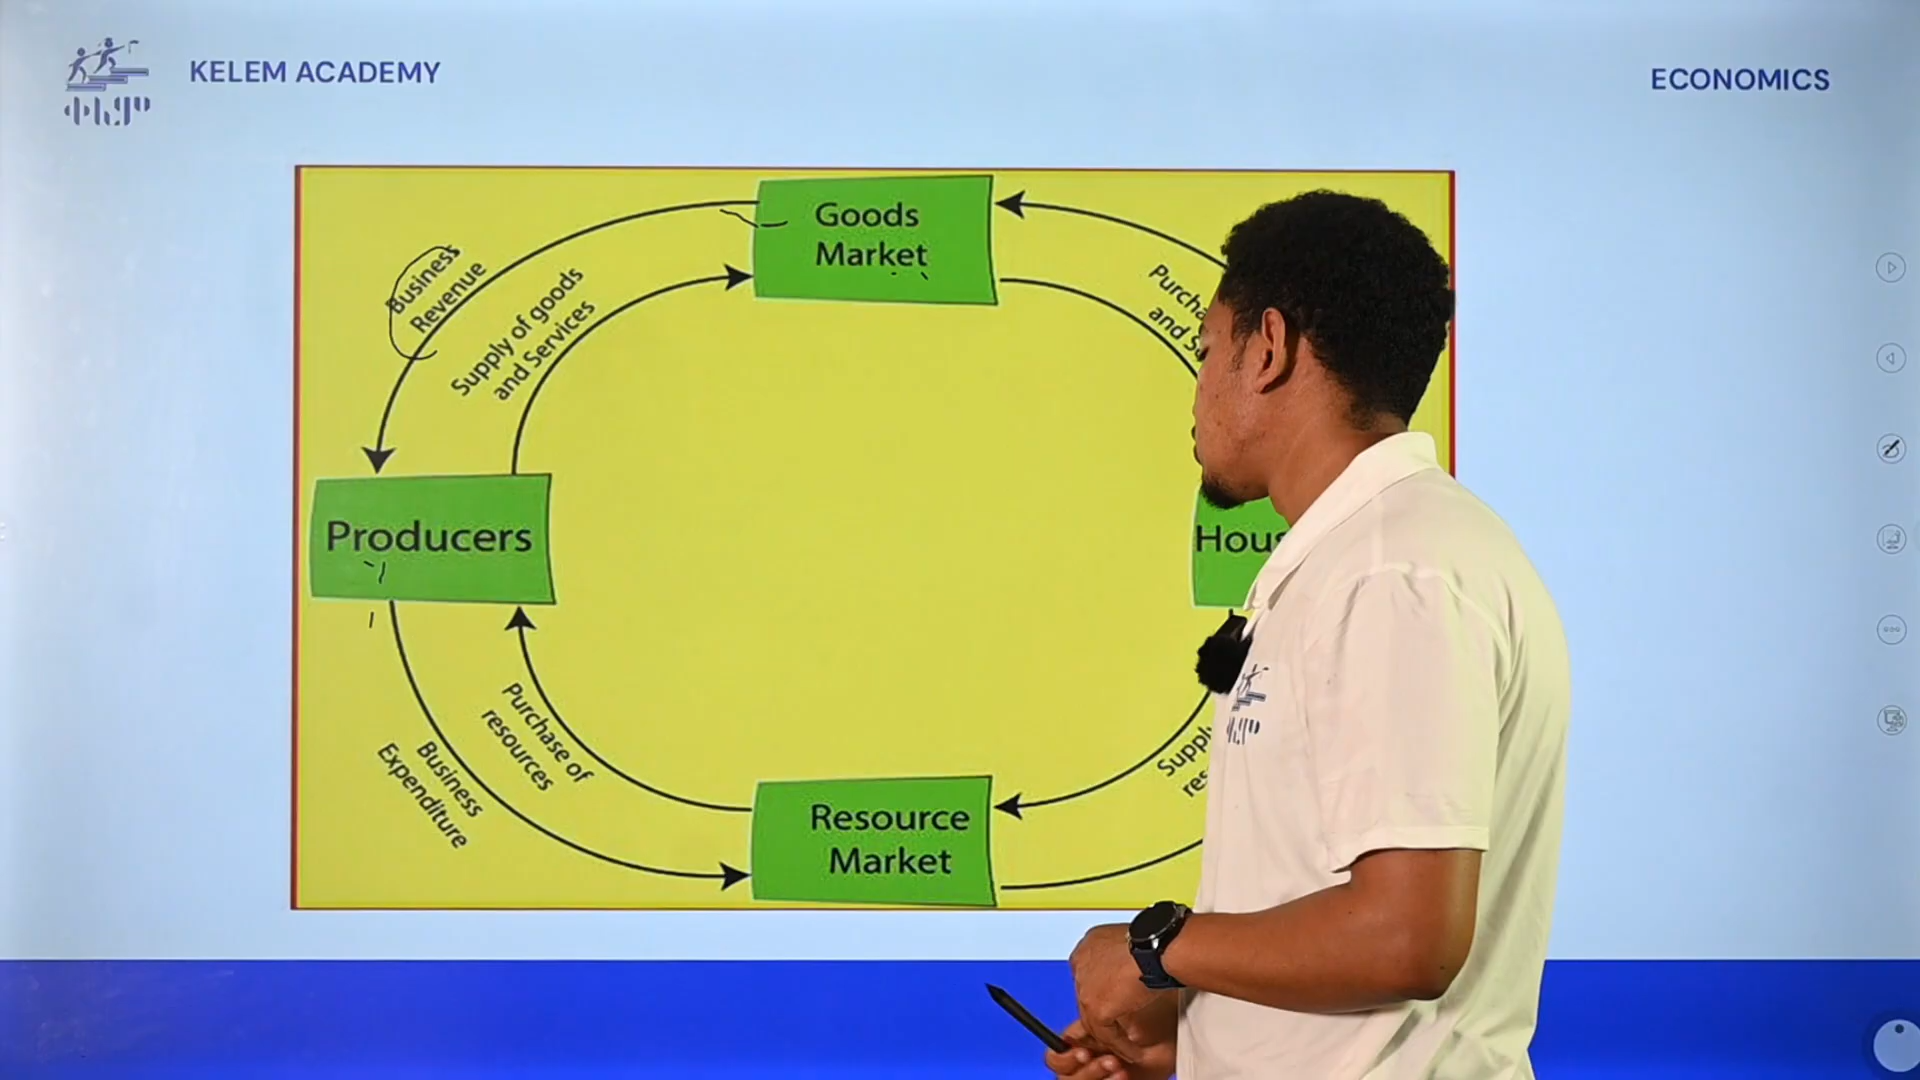 ቀለም
KELEM ACADEMY
ECONOMICS
Goods
Market
Business
Revenue
Supply of goods
and Services
Producers
Purchase of
resources
Business
Expenditure
Resource
Market